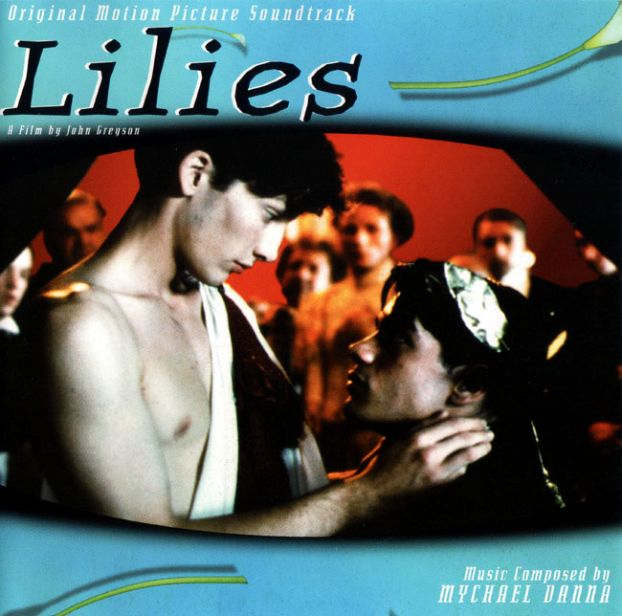 Original Motion Picture Soundtrack
Lilies
A Film by John Greyson
Music Composed by
MYCHAEL DANNA